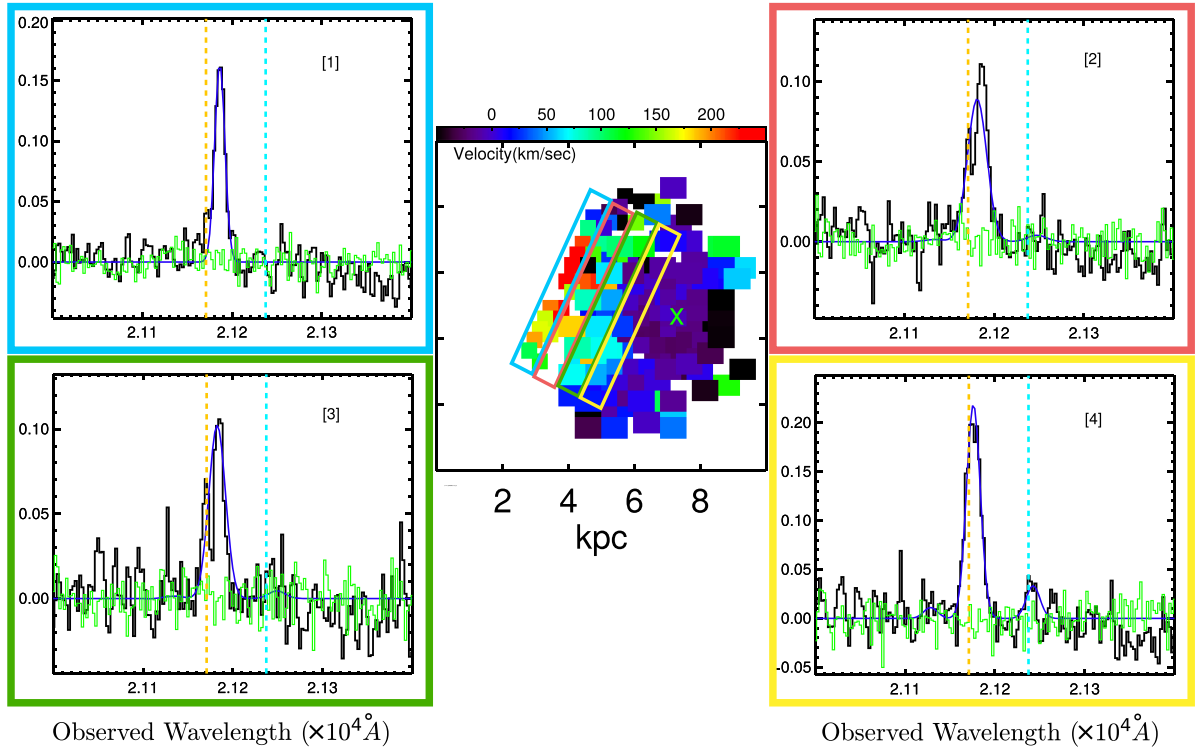 [1]
0.20
0.15
0.10
0.05
0.00
2.11 2.12 2.13
0 50 100 150 200
Velocity(km/sec)
X
2 4 6 8
kpc
[2]
0.10
0.05
0.00
2.11 2.12 2.13
[3]
0.10
0.05
0.00
2.11 2.12 2.13
Observed Wavelength (×10⁴Å)
[4]
0.20
0.15
0.10
0.05
0.00
-0.05
2.11 2.12 2.13
Observed Wavelength (×10⁴Å)